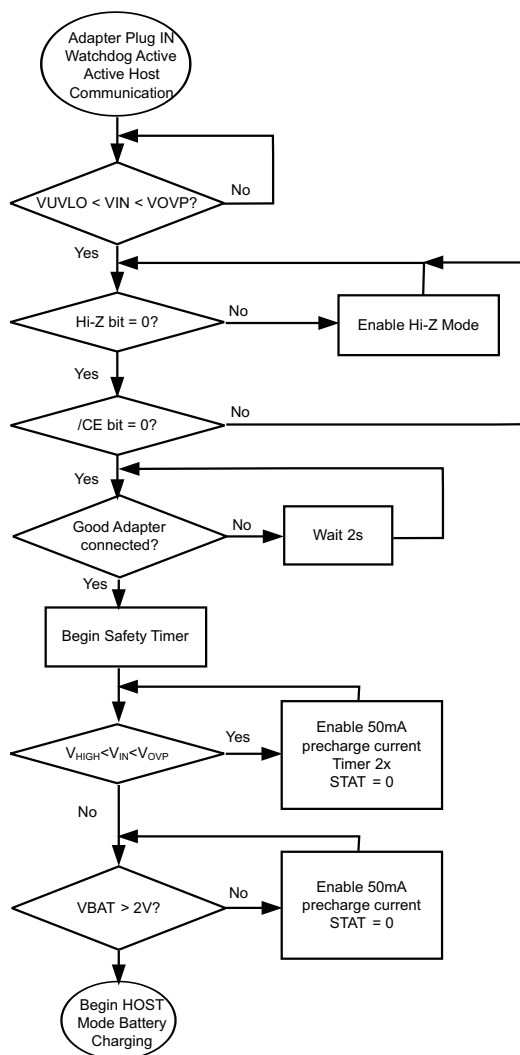 Adapter Plug IN
Watchdog Active
Active Host
Communication
VUVLO < VIN < VOVP?
No
Yes
Hi-Z bit = 0?
No
Enable Hi-Z Mode
Yes
/CE bit = 0?
No
Yes
Good Adapter
connected?
No
Wait 2s
Yes
Begin Safety Timer
VHIGH<VIN<VOVP
Yes
Enable 50mA
precharge current
Timer 2x
STAT = 0
No
VBAT > 2V?
No
Enable 50mA
precharge current
STAT = 0
Yes
Begin HOST
Mode Battery
Charging